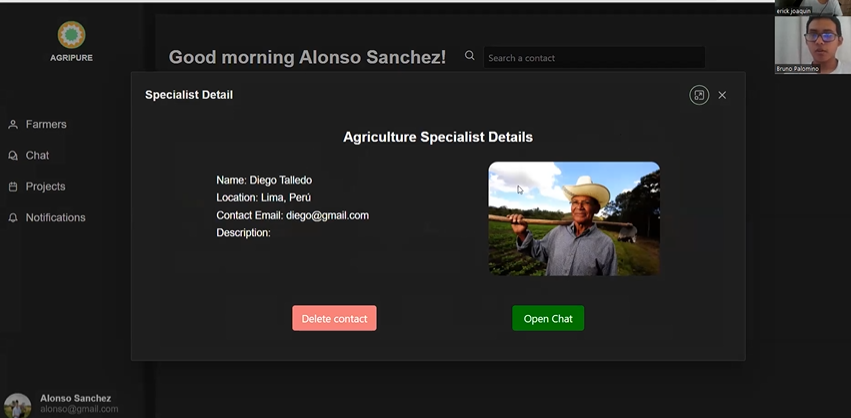 erick joaquin
Bruno Palomino
AGRIPURE
Good morning Alonso Sanchez!
Search a contact
Specialist Detail
Farmers
Chat
Projects
Notifications
Agriculture Specialist Details
Name: Diego Talledo
Location: Lima, Perú
Contact Email: diego@gmail.com
Description:
Delete contact
Open Chat
Alonso Sanchez
alonso@gmail.com